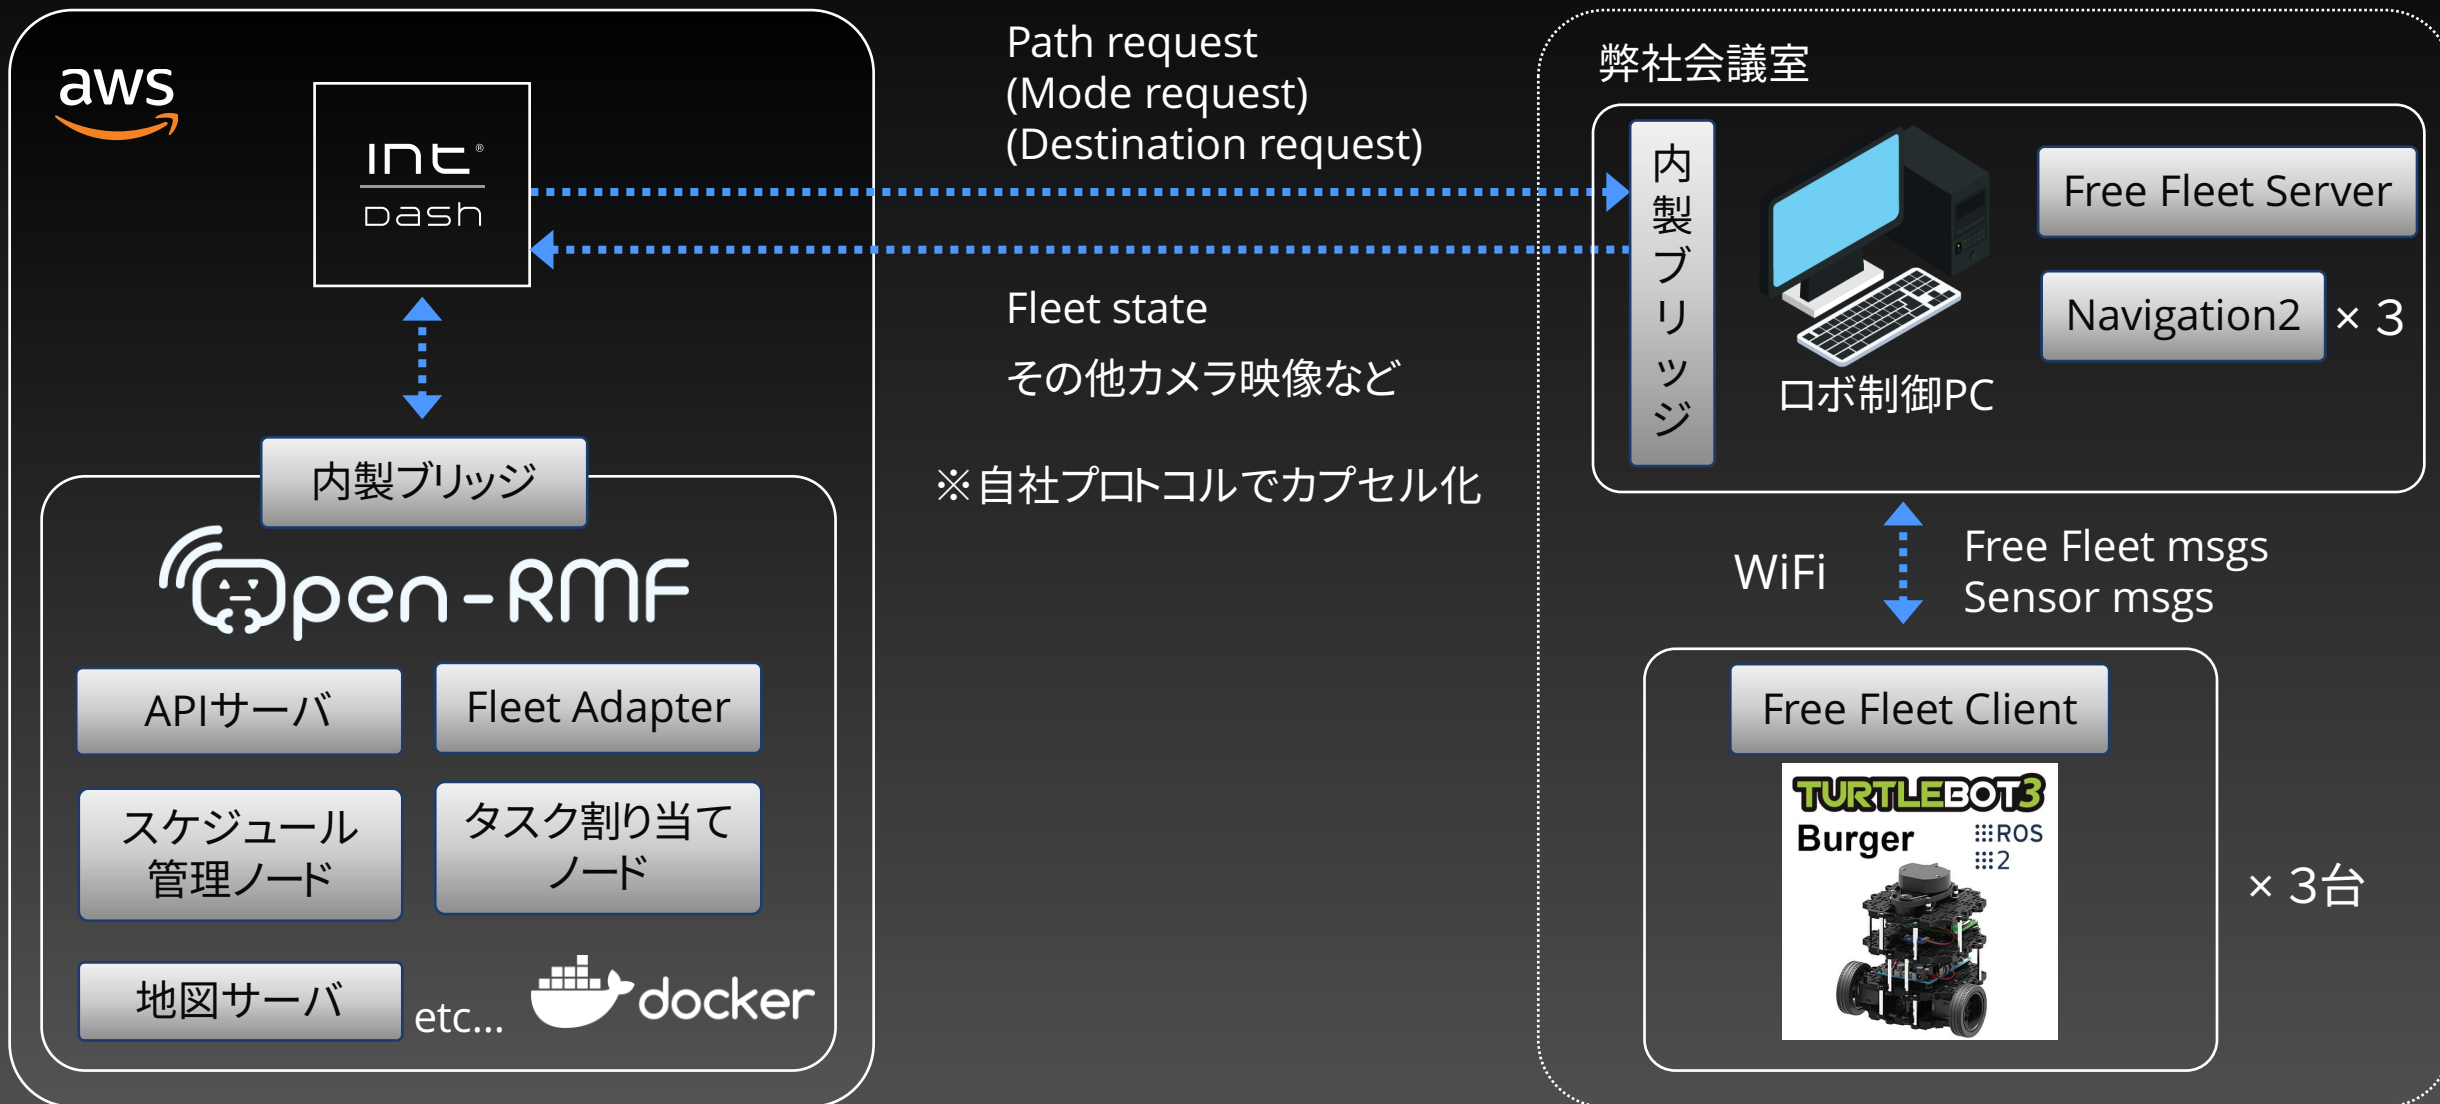 aws
INT®
DASH
内製ブリッジ
Open-RMF
APIサーバ
Fleet Adapter
スケジュール
管理ノード
タスク割り当て
ノード
地図サーバ
etc...
docker
Path request
(Mode request)
(Destination request)
Fleet state
その他カメラ映像など
※自社プロトコルでカプセル化
弊社会議室
内製ブリッジ
ロボ制御PC
Free Fleet Server
Navigation2
× 3
WiFi
Free Fleet msgs
Sensor msgs
Free Fleet Client
TURTLEBOT3
Burger
ROS
2
× 3台